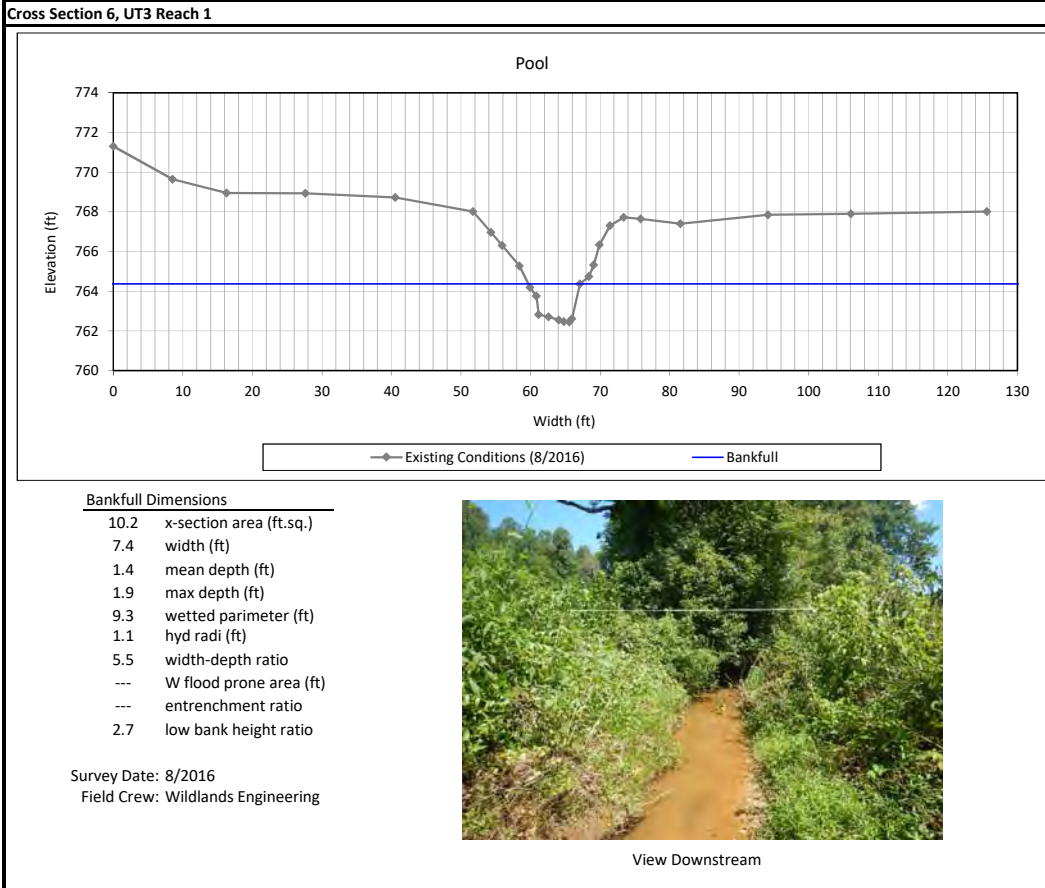 Cross Section 6, UT3 Reach 1
Pool
774
772
770
768
766
764
762
760
Elevation (ft)
0 10 20 30 40 50 60 70 80 90 100 110 120 130
Width (ft)
Existing Conditions (8/2016) Bankfull
Bankfull Dimensions
10.2 x-section area (ft.sq.)
7.4 width (ft)
1.4 mean depth (ft)
1.9 max depth (ft)
9.3 wetted parimeter (ft)
1.1 hyd radi (ft)
5.5 width-depth ratio
--- W flood prone area (ft)
--- entrenchment ratio
2.7 low bank height ratio
Survey Date: 8/2016
Field Crew: Wildlands Engineering
View Downstream